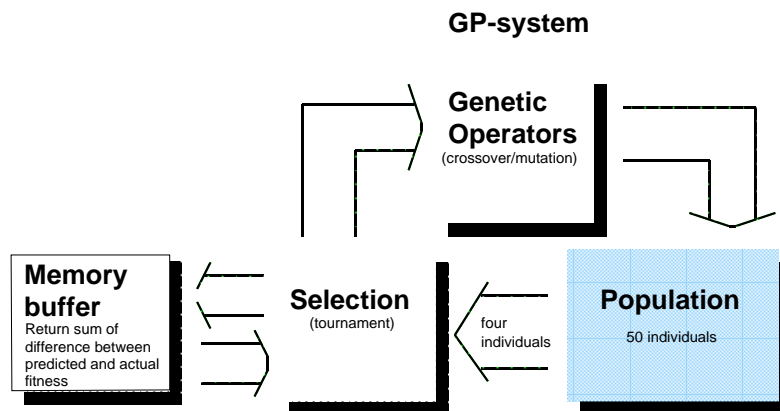 GP-system
Genetic
Operators
(crossover/mutation)
Memory
buffer
Return sum of
difference between
predicted and actual
fitness
Selection
(tournament)
four
individuals
Population
50 individuals